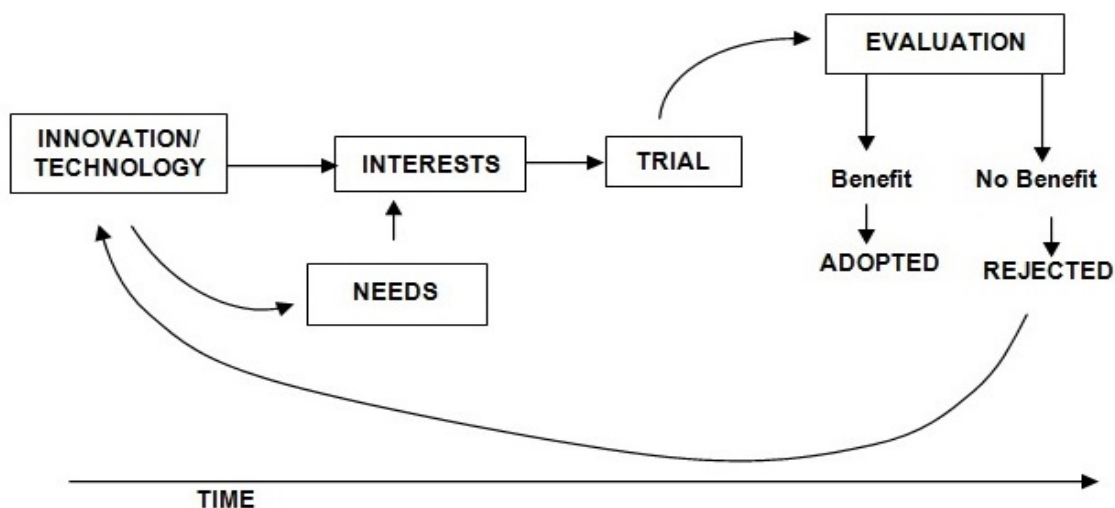 EVALUATION
INNOVATION/
TECHNOLOGY
INTERESTS
TRIAL
Benefit
No Benefit
NEEDS
ADOPTED
REJECTED
TIME